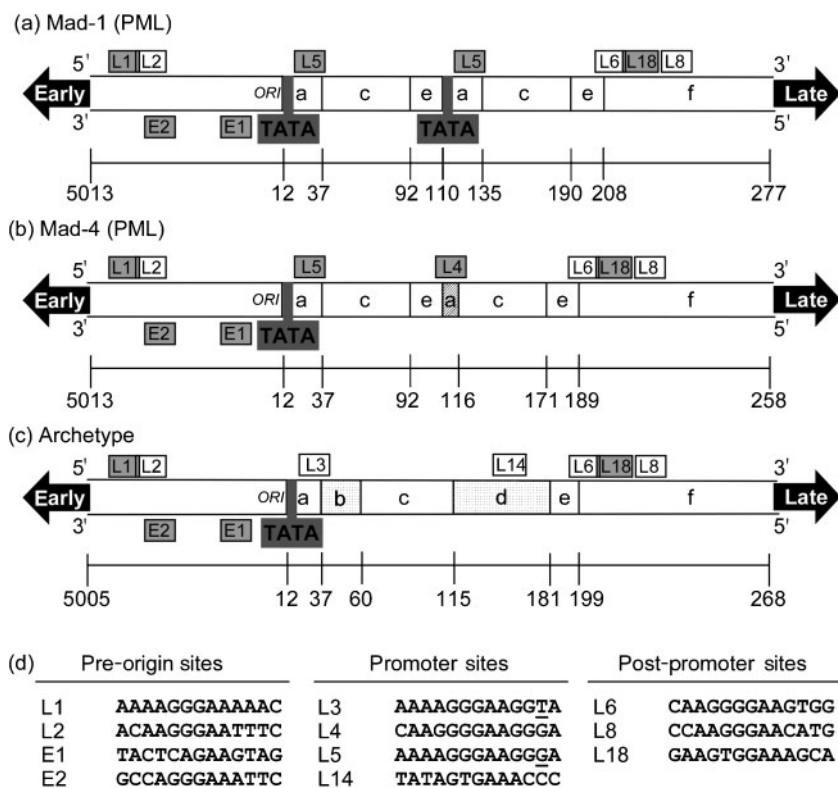 (a) Mad-1 (PML)
5' L1 L2 L5 L5 L6 L18 L8 3'
Early ORI a c e a c e f Late
3' E2 E1 TATA TATA 5'
5013 12 37 92 110 135 190 208 277
(b) Mad-4 (PML)
5' L1 L2 L5 L4 L6 L18 L8 3'
Early ORI a c e a c e f Late
3' E2 E1 TATA 5'
5013 12 37 92 116 171 189 258
(c) Archetype
5' L1 L2 L3 L14 L6 L18 L8 3'
Early ORI a b c d e f Late
3' E2 E1 TATA 5'
5005 12 37 60 115 181 199 268
(d) Pre-origin sites Promoter sites Post-promoter sites
L1 AAAAGGGAAAAAC L3 AAAAGGGAAGGTA L6 CAAGGGGAAGTGG
L2 ACAAGGGAATTTC L4 CAAGGGGAAGGGA L8 CCAAGGGAACATG
E1 TACTCAGAAGTAG L5 AAAAGGGAAGGGA L18 GAAGTGGAAAGCA
E2 GCCAGGGAAATTC L14 TATAGTGAAACCC